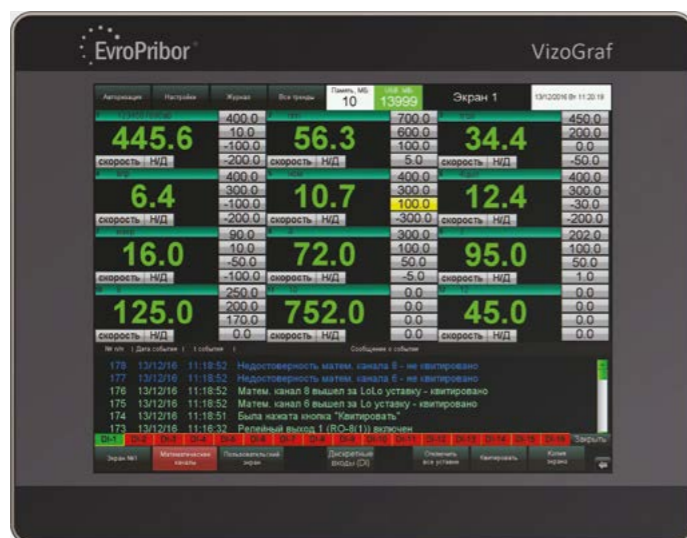 EvroPribor VizoGraf
Авторизация Настройки Журнал Все тренды Память, МБ 10 USB, МБ 13999 Экран 1 13/12/2016 Вт 11:20:19
445.6 400.0 10.0 -100.0 -200.0 скорость Н/Д
56.3 700.0 600.0 100.0 5.0 скорость Н/Д
34.4 450.0 200.0 0.0 -50.0
6.4 400.0 300.0 -100.0 -200.0 скорость Н/Д
10.7 400.0 300.0 100.0 -300.0 скорость Н/Д
12.4 400.0 300.0 -30.0 -200.0
16.0 90.0 10.0 -50.0 -100.0 скорость Н/Д
72.0 300.0 100.0 50.0 -5.0 скорость Н/Д
95.0 202.0 100.0 50.0 1.0
125.0 250.0 200.0 170.0 0.0 скорость Н/Д
752.0 0.0 0.0 0.0 0.0 скорость Н/Д
45.0 0.0 0.0 0.0 0.0
№ п/п Дата события Сообщение о событии
178 13/12/16 11:18:52 Недостоверность матем. канала 8 - не квитировано
177 13/12/16 11:18:52 Недостоверность матем. канала 6 - не квитировано
176 13/12/16 11:18:52 Матем. канал 8 вышел за LoLo уставку - квитировано
175 13/12/16 11:18:52 Матем. канал 6 вышел за Lo уставку - квитировано
174 13/12/16 11:18:51 Была нажата кнопка "Квитировать"
173 13/12/16 11:16:32 Релейный выход 1 (RO-8(1)) включен
DI-1 DI-2 DI-3 DI-4 DI-5 DI-6 DI-7 DI-8 DI-9 DI-10 DI-11 DI-12 DI-13 DI-14 DI-15 DI-16 Закрыть
Экран №1 Математические каналы Пользовательский экран Дискретные входы (DI) Отключить все уставки Квитировать Копия экрана